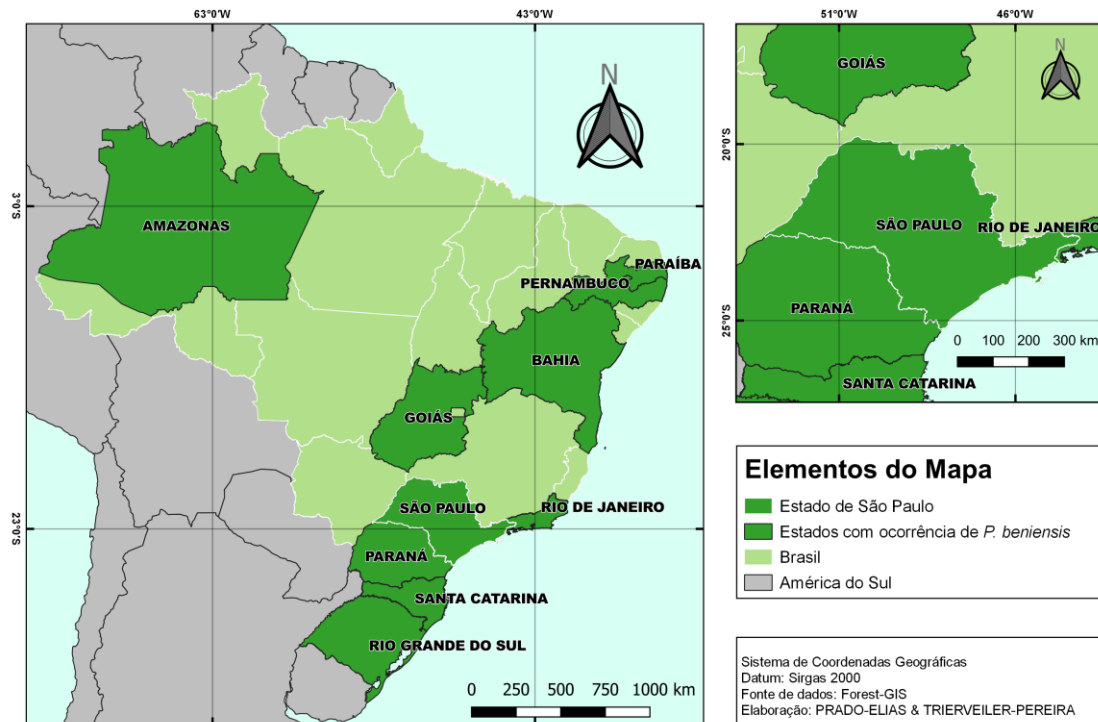 63°0'W
43°0'W
N
3°0'S
23°0'S
AMAZONAS
PARAÍBA
PERNAMBUCO
BAHIA
GOIÁS
SÃO PAULO
RIO DE JANEIRO
PARANÁ
SANTA CATARINA
RIO GRANDE DO SUL
0 250 500 750 1000 km
51°0'W
46°0'W
N
20°0'S
25°0'S
GOIÁS
SÃO PAULO
RIO DE JANEIRO
PARANÁ
0 100 200 300 km
SANTA CATARINA
Elementos do Mapa
Estado de São Paulo
Estados com ocorrência de P. beniensis
Brasil
América do Sul
Sistema de Coordenadas Geográficas
Datum: Sirgas 2000
Fonte de dados: Forest-GIS
Elaboração: PRADO-ELIAS & TRIERVEILER-PEREIRA